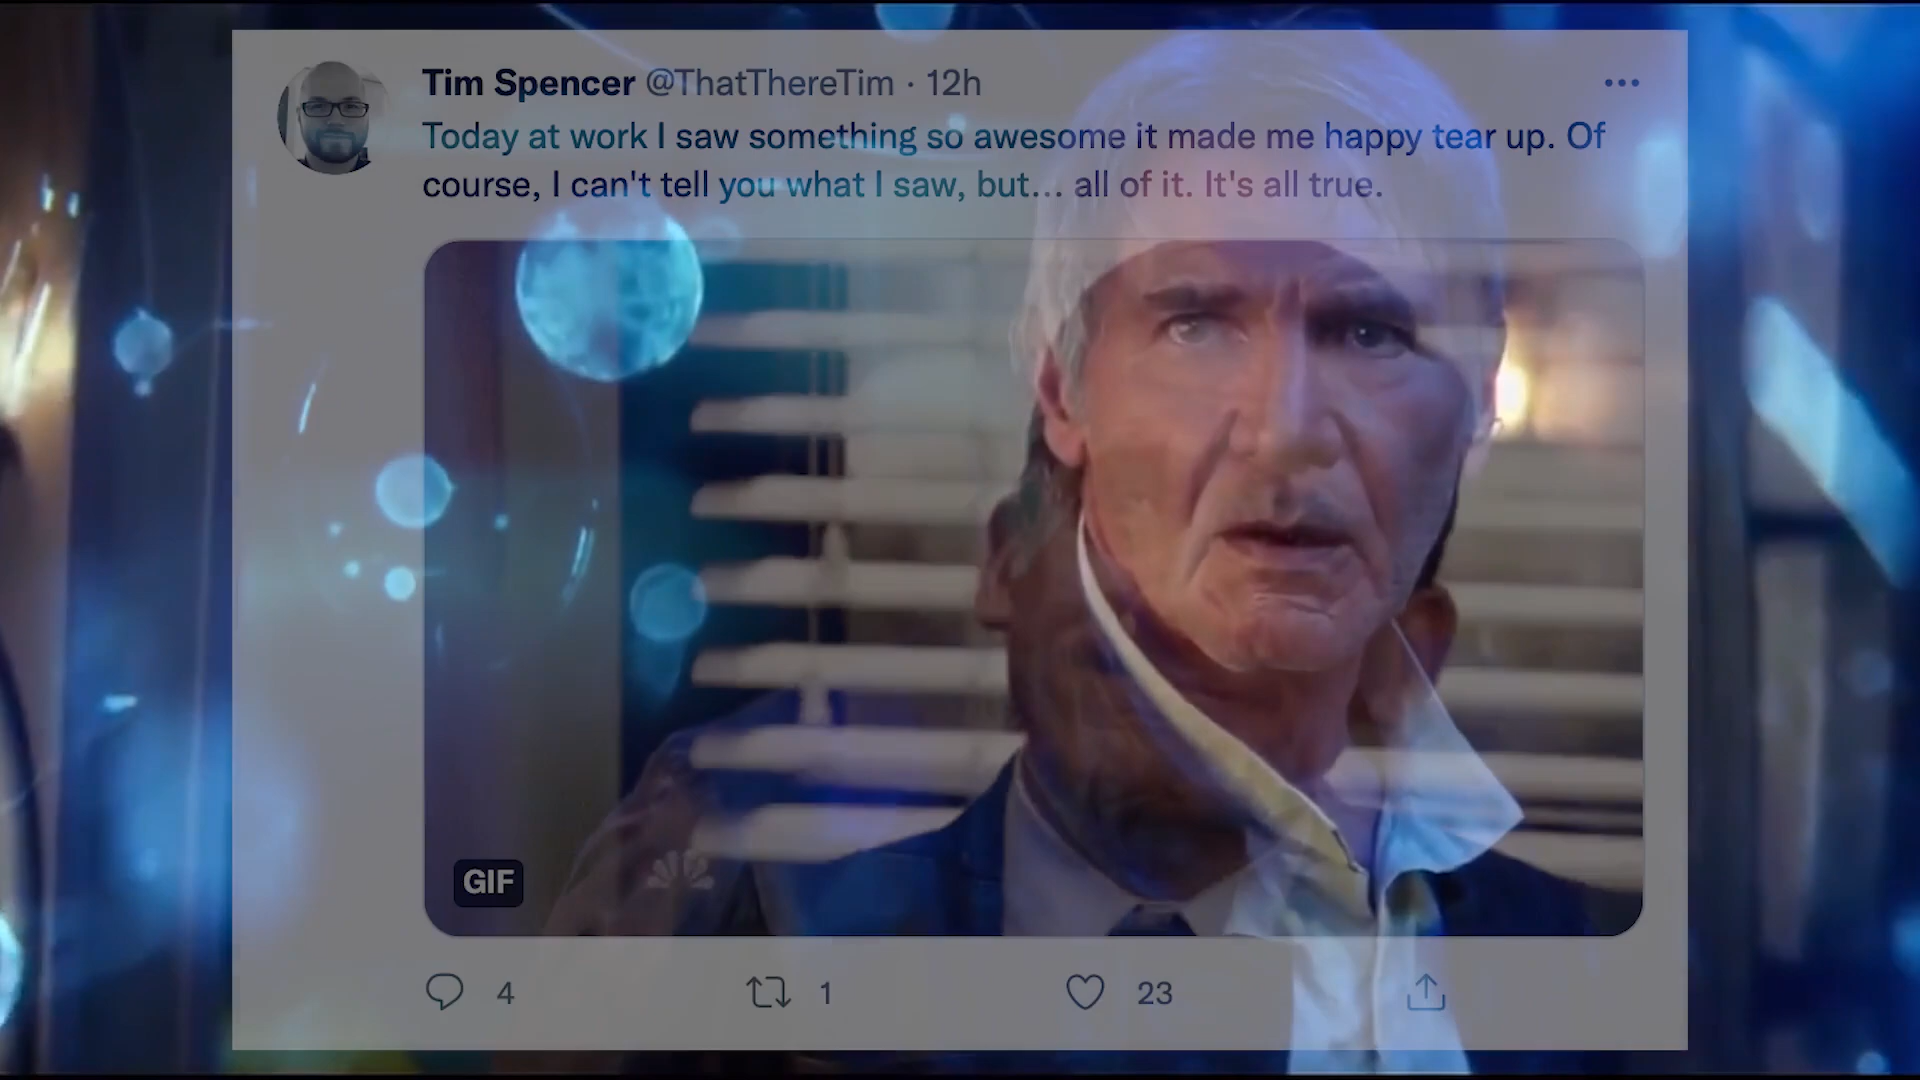 Tim Spencer @ThatThereTim · 12h
Today at work I saw something so awesome it made me happy tear up. Of
course, I can't tell you what I saw, but... all of it. It's all true.
GIF
4 1 23